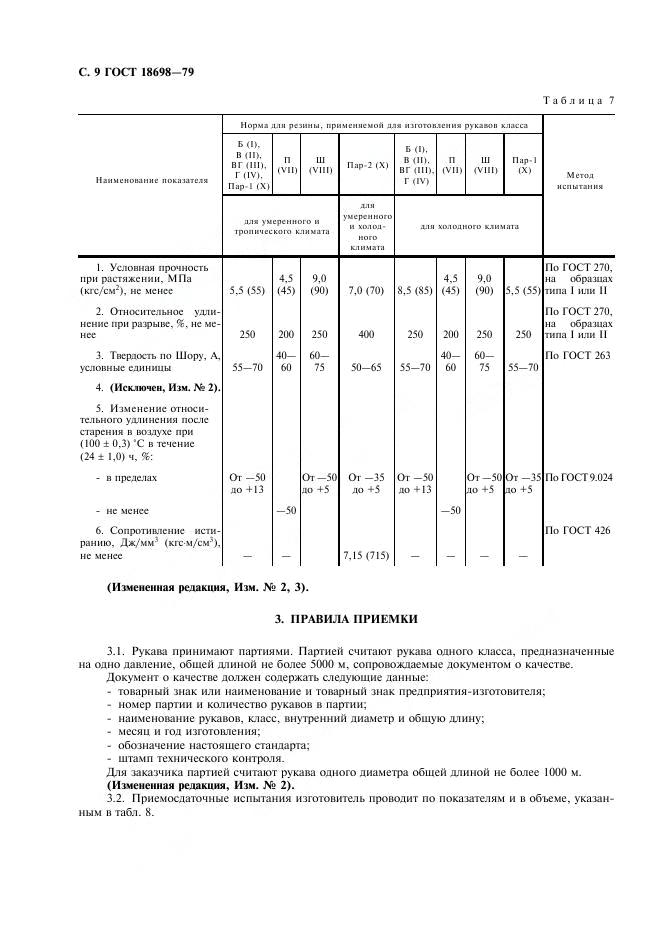 С. 9 ГОСТ 18698—79
Таблица 7
Наименование показателя
Норма для резины, применяемой для изготовления рукавов класса
Метод
испытания
Б (I),
В (II),
ВГ (III),
Г (IV),
Пар-1 (X)
П
(VII)
Ш
(VIII)
Пар-2 (X)
Б (I),
В (II),
ВГ (III),
Г (IV)
П
(VII)
Ш
(VIII)
Пар-1
(X)
для умеренного и
тропического климата
для
умеренного
и холод-
ного
климата
для холодного климата
1. Условная прочность
при растяжении, МПа
(кгс/см²), не менее
5,5 (55)
4,5
(45)
9,0
(90)
7,0 (70)
8,5 (85)
4,5
(45)
9,0
(90)
5,5 (55)
По ГОСТ 270,
на образцах
типа I или II
2. Относительное удли-
нение при разрыве, %, не ме-
нее
250
200
250
400
250
200
250
250
По ГОСТ 270,
на образцах
типа I или II
3. Твердость по Шору, А,
условные единицы
55—70
40—
60
60—
75
50—65
55—70
40—
60
60—
75
55—70
По ГОСТ 263
4. (Исключен, Изм. № 2).
5. Изменение относи-
тельного удлинения после
старения в воздухе при
(100 ± 0,3) °С в течение
(24 ± 1,0) ч, %:
- в пределах
От —50
до +13
От —50
до +5
От —35
до +5
От —50
до +13
От —50
до +5
От —35
до +5
По ГОСТ 9.024
- не менее
—50
—50
6. Сопротивление исти-
ранию, Дж/мм³ (кгс·м/см³),
не менее
—
—
7,15 (715)
—
—
—
—
По ГОСТ 426
(Измененная редакция, Изм. № 2, 3).
3. ПРАВИЛА ПРИЕМКИ
3.1. Рукава принимают партиями. Партией считают рукава одного класса, предназначенные
на одно давление, общей длиной не более 5000 м, сопровождаемые документом о качестве.
Документ о качестве должен содержать следующие данные:
- товарный знак или наименование и товарный знак предприятия-изготовителя;
- номер партии и количество рукавов в партии;
- наименование рукавов, класс, внутренний диаметр и общую длину;
- месяц и год изготовления;
- обозначение настоящего стандарта;
- штамп технического контроля.
Для заказчика партией считают рукава одного диаметра общей длиной не более 1000 м.
(Измененная редакция, Изм. № 2).
3.2. Приемосдаточные испытания изготовитель проводит по показателям и в объеме, указан-
ным в табл. 8.